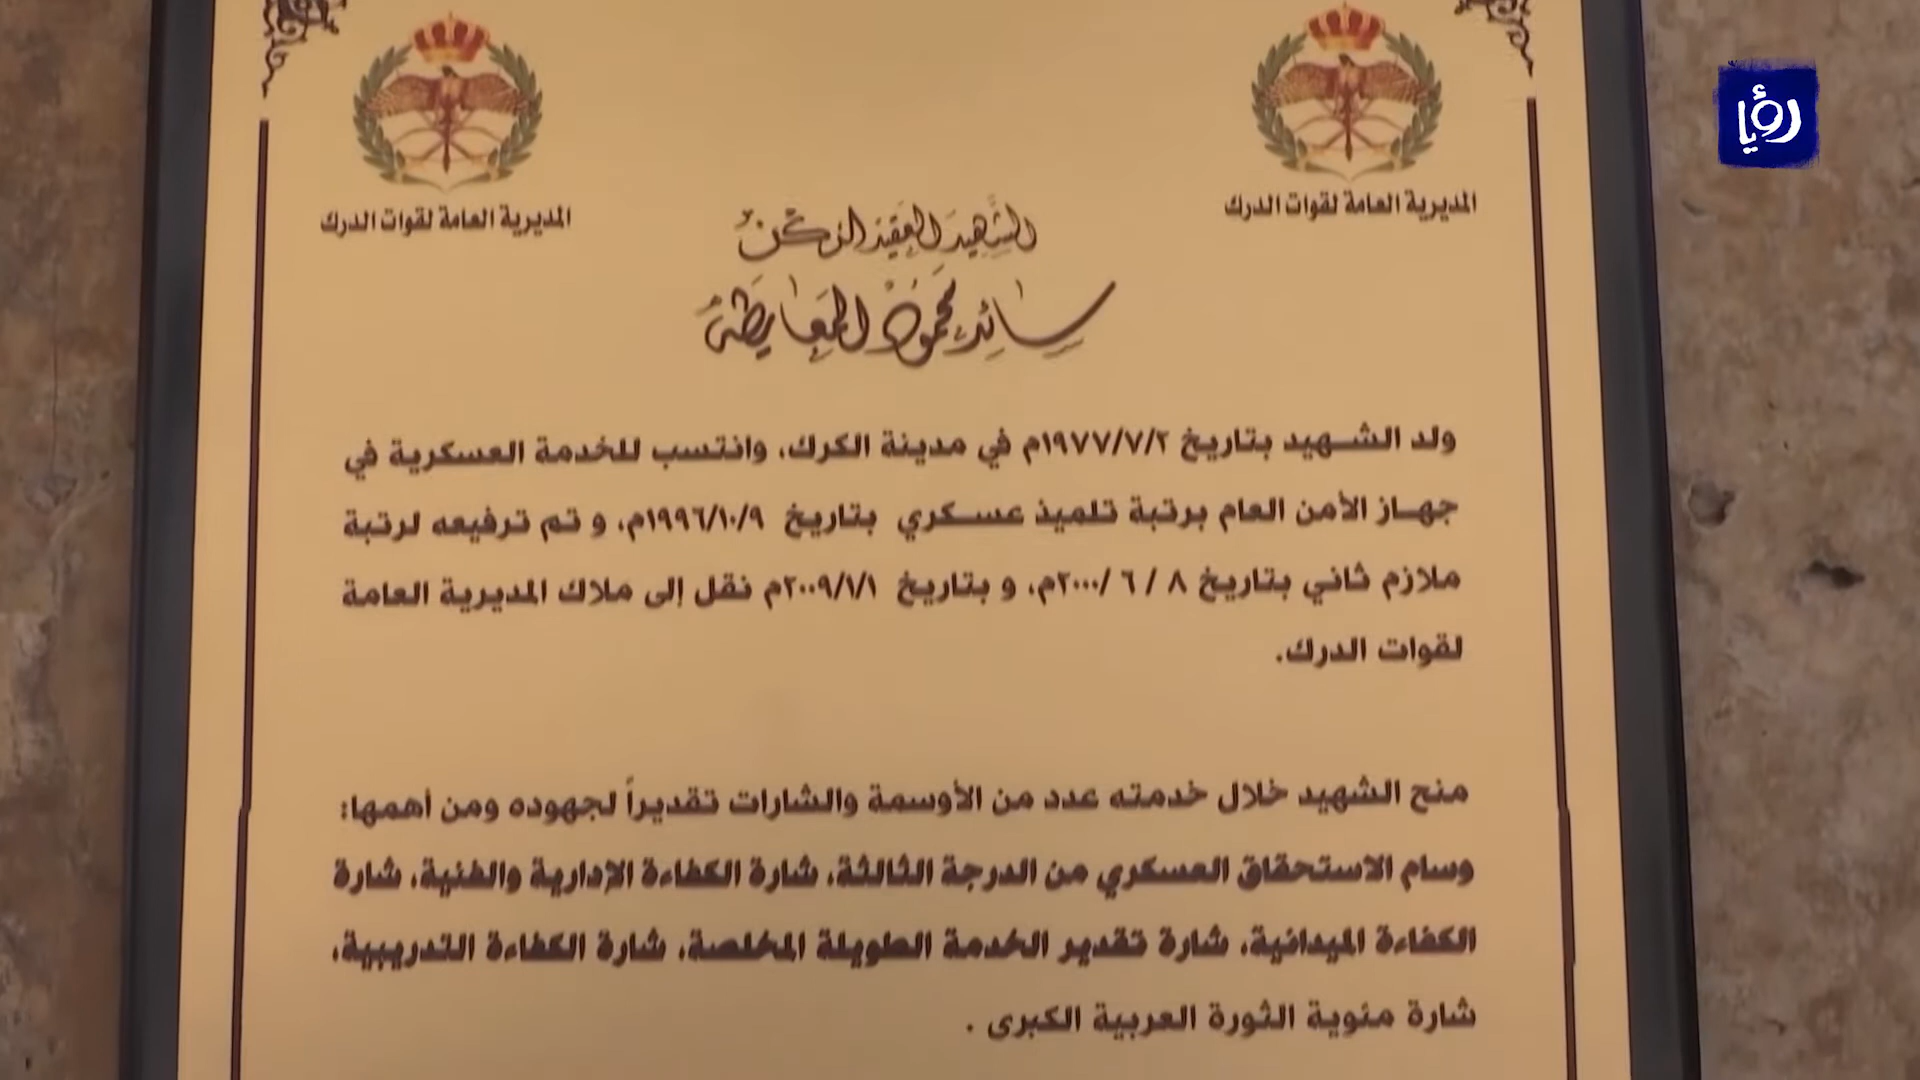 رؤيا
المديرية العامة لقوات الدرك
المديرية العامة لقوات الدرك
الشهيد العقيد الركن
سائد محمود المعايطة
ولد الشهيد بتاريخ ١٩٧٧/٧/٢م في مدينة الكرك، وانتسب للخدمة العسكرية في
جهاز الأمن العام برتبة تلميذ عسكري بتاريخ ١٩٩٦/١٠/٩م، و تم ترفيعه لرتبة
ملازم ثاني بتاريخ ٨ / ٦ /٢٠٠٠م، و بتاريخ ٢٠٠٩/١/١م نقل إلى ملاك المديرية العامة
لقوات الدرك.
منح الشهيد خلال خدمته عدد من الأوسمة والشارات تقديراً لجهوده ومن أهمها:
وسام الاستحقاق العسكري من الدرجة الثالثة، شارة الكفاءة الإدارية والفنية، شارة
الكفاءة الميدانية، شارة تقدير الخدمة الطويلة المخلصة، شارة الكفاءة التدريبية،
شارة مئوية الثورة العربية الكبرى .